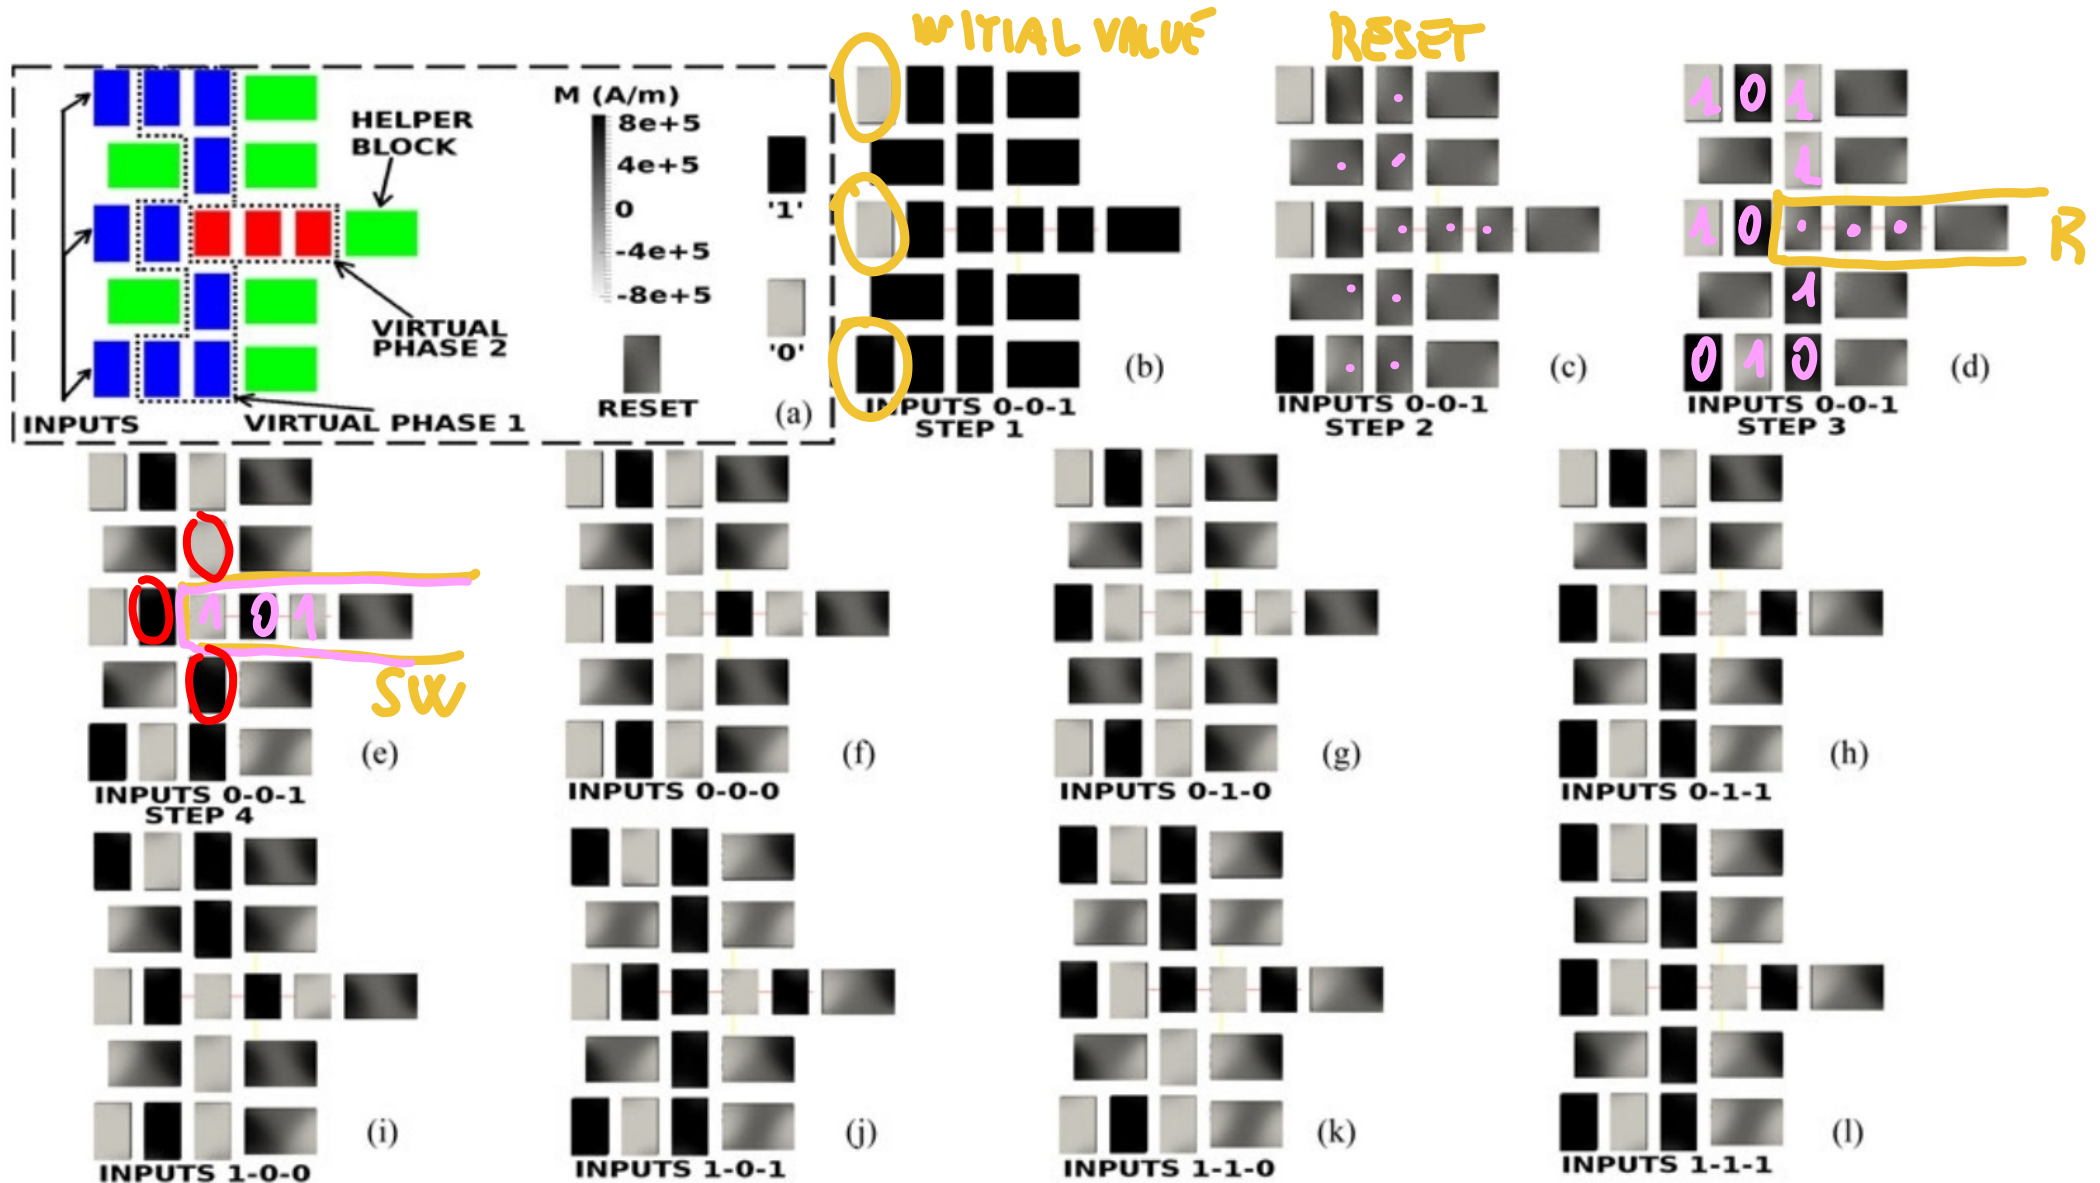 INITIAL VALUE
RESET
M (A/m)
8e+5
4e+5
0
-4e+5
-8e+5
HELPER
BLOCK
'1'
'0'
VIRTUAL
PHASE 2
RESET
(a)
INPUTS
VIRTUAL PHASE 1
(b)
INPUTS 0-0-1
STEP 1
(c)
INPUTS 0-0-1
STEP 2
1 0 1
1
1 0
R
1
0 1 0
(d)
INPUTS 0-0-1
STEP 3
1 0 1
SW
(e)
INPUTS 0-0-1
STEP 4
(f)
INPUTS 0-0-0
(g)
INPUTS 0-1-0
(h)
INPUTS 0-1-1
(i)
INPUTS 1-0-0
(j)
INPUTS 1-0-1
(k)
INPUTS 1-1-0
(l)
INPUTS 1-1-1